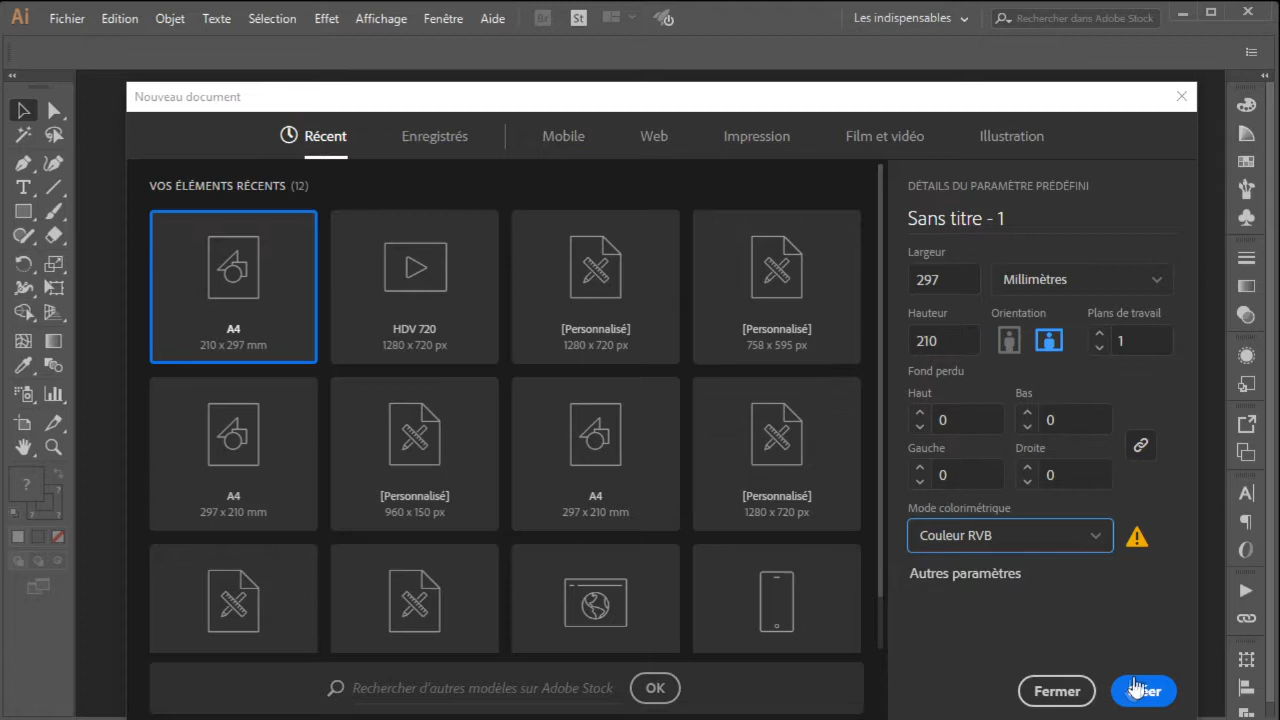 Ai Fichier Edition Objet Texte Sélection Effet Affichage Fenêtre Aide Br St Les indispensables Rechercher dans Adobe Stock
Nouveau document
Récent Enregistrés Mobile Web Impression Film et vidéo Illustration
VOS ÉLÉMENTS RÉCENTS (12)
A4
210 x 297 mm
HDV 720
1280 x 720 px
[Personnalisé]
1280 x 720 px
[Personnalisé]
758 x 595 px
A4
297 x 210 mm
[Personnalisé]
960 x 150 px
A4
297 x 210 mm
[Personnalisé]
1280 x 720 px
Rechercher d'autres modèles sur Adobe Stock OK
DÉTAILS DU PARAMÈTRE PRÉDÉFINI
Sans titre - 1
Largeur
297 Millimètres
Hauteur Orientation Plans de travail
210 1
Fond perdu
Haut Bas
0 0
Gauche Droite
0 0
Mode colorimétrique
Couleur RVB
Autres paramètres
Fermer